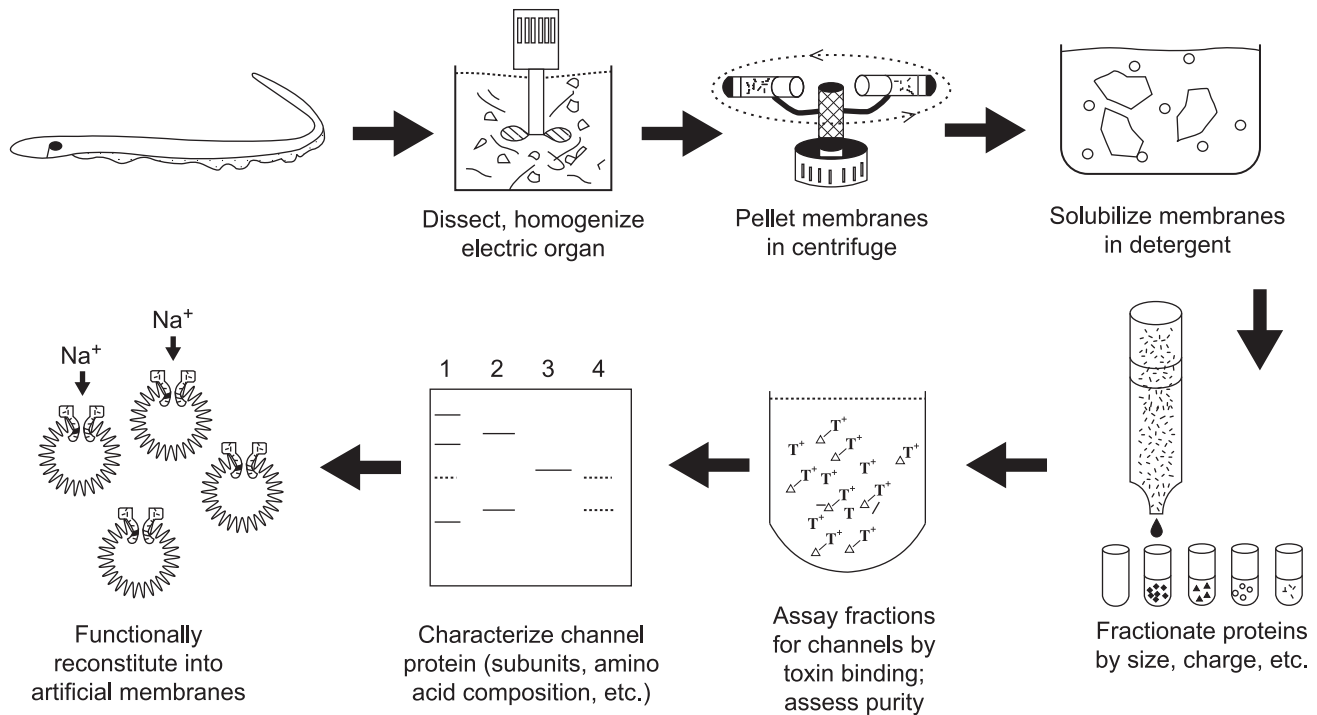 Dissect, homogenize
electric organ
Pellet membranes
in centrifuge
Solubilize membranes
in detergent
Fractionate proteins
by size, charge, etc.
T⁺
T⁺
T⁺
T⁺
T⁺
T⁺
T⁺
T⁺
T⁺
T⁺
T
T⁺
T⁺
Assay fractions
for channels by
toxin binding;
assess purity
1 2 3 4
Characterize channel
protein (subunits, amino
acid composition, etc.)
Na⁺
Na⁺
Functionally
reconstitute into
artificial membranes